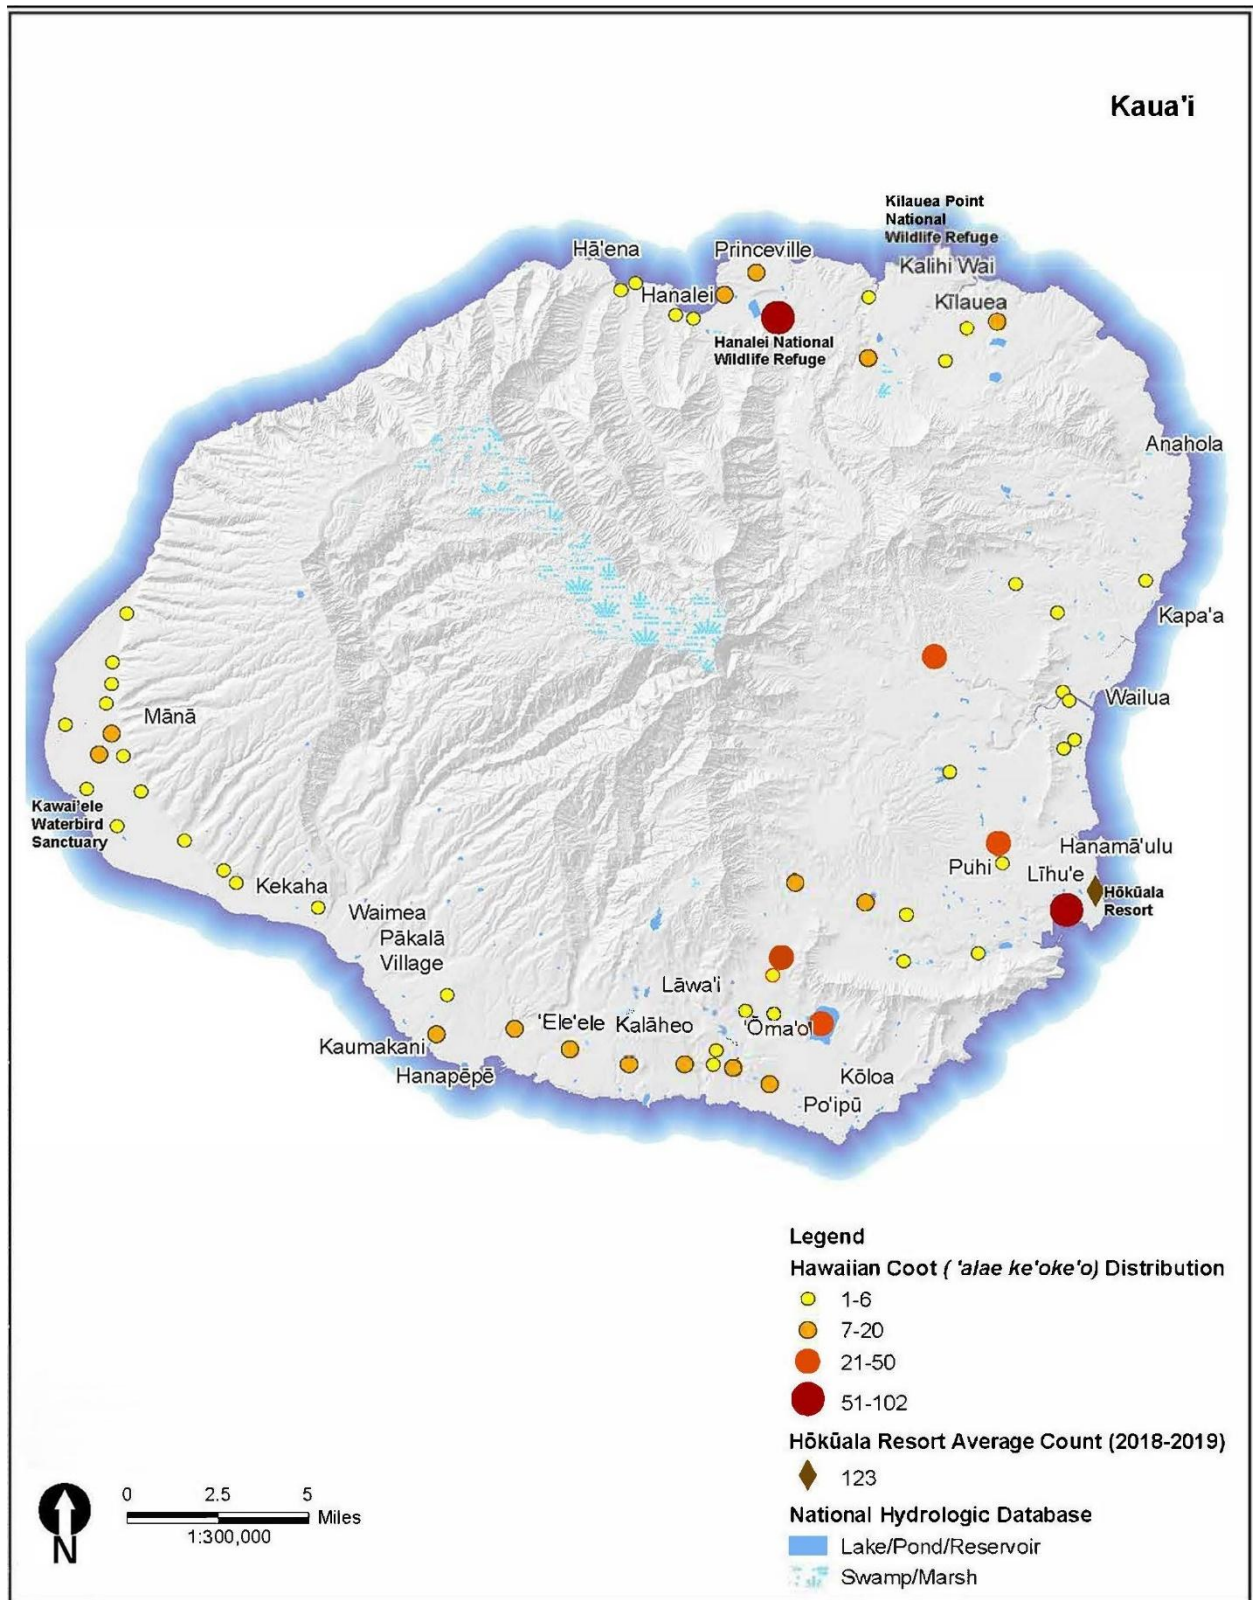 Kaua'i
Kilauea Point
National
Wildlife Refuge
Hā'ena
Princeville
Kalihi Wai
Hanalei
Kīlauea
Hanalei National
Wildlife Refuge
Anahola
Kapa'a
Wailua
Mānā
Kawai'ele
Waterbird
Sanctuary
Hanamā'ulu
Puhi
Līhu'e
Kekaha
Hōkūala
Resort
Waimea
Pākalā
Village
Lāwa'i
'Ele'ele
Kalāheo
'Ōma'o
Kaumakani
Hanapēpē
Kōloa
Po'ipū
Legend
Hawaiian Coot ( 'alae ke'oke'o) Distribution
1-6
7-20
21-50
51-102
Hōkūala Resort Average Count (2018-2019)
123
National Hydrologic Database
Lake/Pond/Reservoir
Swamp/Marsh
0 2.5 5
Miles
1:300,000
N